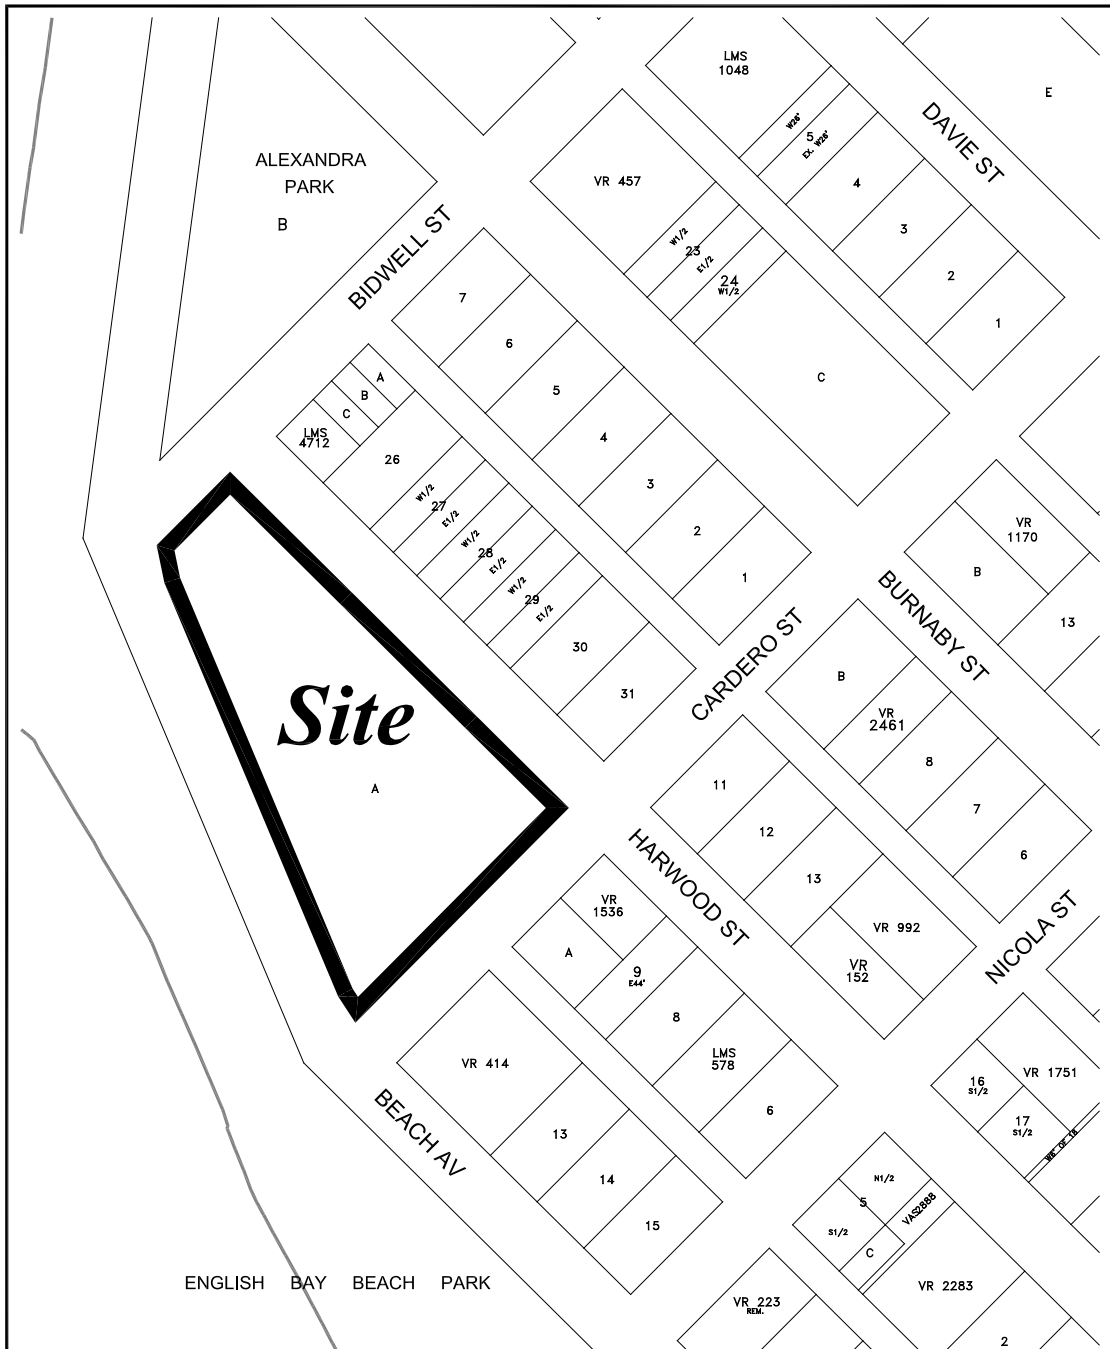 LMS
1048
E
W26'
5
EX. W26'
DAVIE ST
ALEXANDRA
PARK
B
VR 457
4
3
2
1
W1/2
23
E1/2
24
W1/2
C
BIDWELL ST
7
6
5
4
3
2
1
A
B
C
LMS
4712
26
W1/2
27
E1/2
W1/2
28
E1/2
W1/2
29
E1/2
30
31
VR
1170
B
13
BURNABY ST
CARDERO ST
B
VR
2461
8
7
6
Site
A
11
12
13
VR 992
VR
152
HARWOOD ST
NICOLA ST
VR
1536
A
9
E44'
8
LMS
578
6
VR 414
13
14
15
BEACH AV
VR 1751
16
S1/2
17
S1/2
W8' OF 18
N1/2
5
S1/2
VAS2888
C
VR 2283
2
VR 223
REM.
ENGLISH BAY BEACH PARK